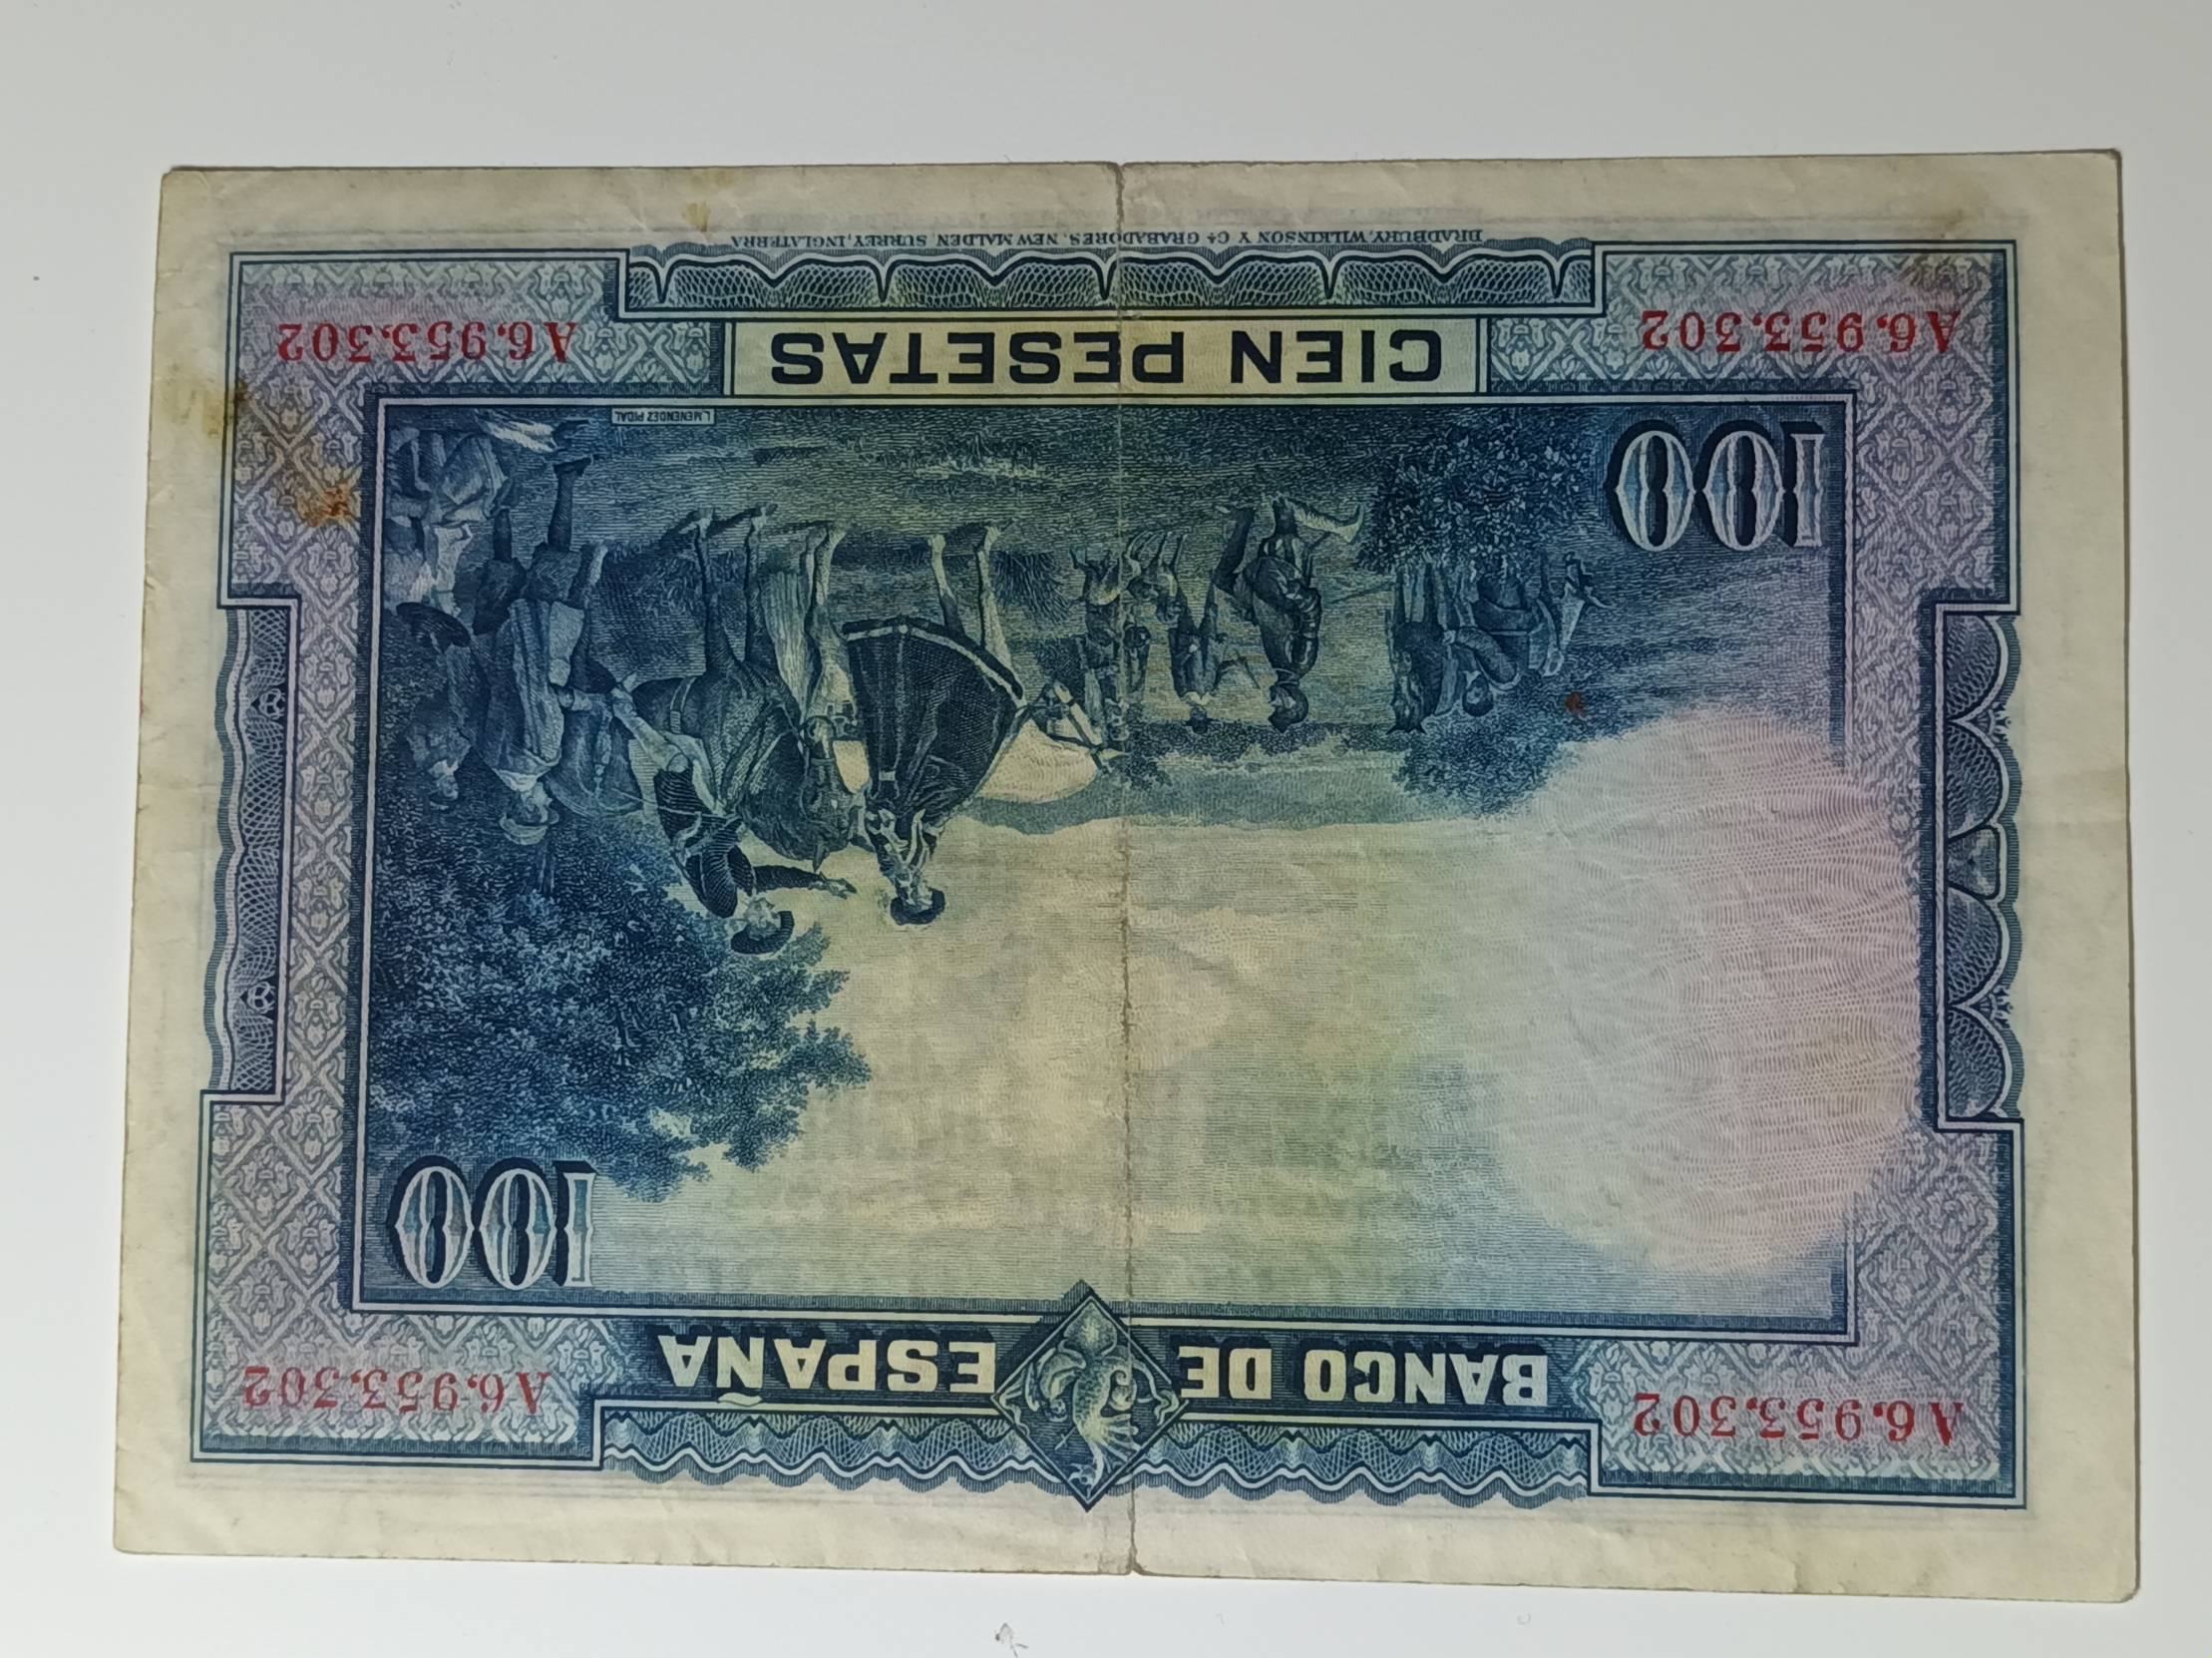 A6.953.302 BANCO DE ESPAÑA A6.953.302
100
100
L.MENENDEZ PIDAL
A6.953.302 CIEN PESETAS A6.953.302
BRADBURY, WILKINSON Y Cª GRABADORES. NEW MALDEN, SURREY, INGLATERRA